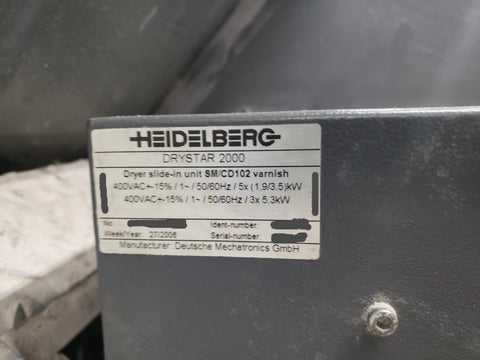 HEIDELBERG
DRYSTAR 2000
Dryer slide-in unit SM/CD102 varnish
400VAC+-15% / 1~ / 50/60Hz / 5x (1,9/3,5)kW
400VAC+-15% / 1~ / 50/60Hz / 3x 5,3kW
No: Ident-number:
Week/Year: 27/2006 Serial-number:
Manufacturer: Deutsche Mechatronics GmbH